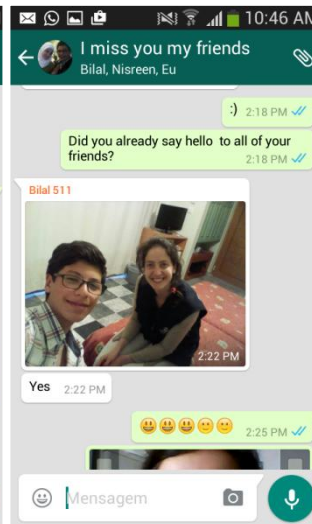 10:46 AM
I miss you my friends
Bilal, Nisreen, Eu
:) 2:18 PM
Did you already say hello to all of your
friends?
2:18 PM
Bilal 511
2:22 PM
Yes 2:22 PM
2:25 PM
Mensagem